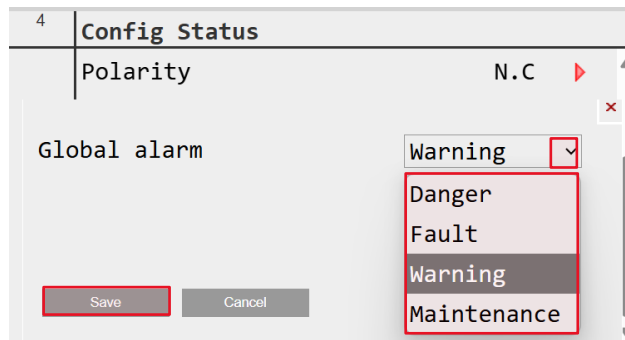 4
Config Status
Polarity N.C
Global alarm Warning
Danger
Fault
Warning
Maintenance
Save Cancel